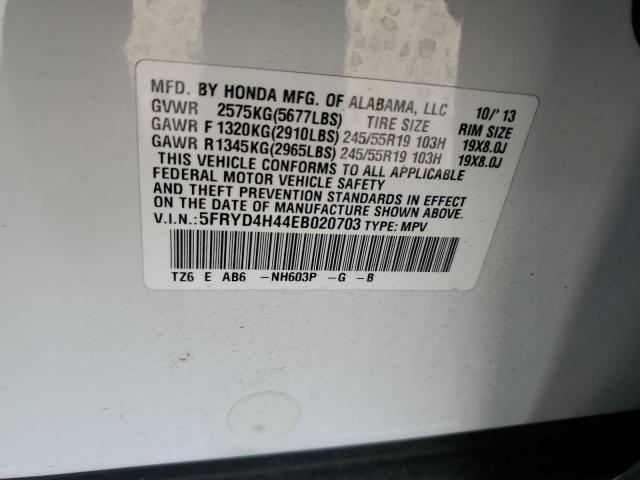 MFD. BY HONDA MFG. OF ALABAMA, LLC 10/'13
GVWR 2575KG(5677LBS) TIRE SIZE RIM SIZE
GAWR F 1320KG(2910LBS) 245/55R19 103H 19X8.0J
GAWR R1345KG(2965LBS) 245/55R19 103H 19X8.0J
THIS VEHICLE CONFORMS TO ALL APPLICABLE
FEDERAL MOTOR VEHICLE SAFETY
AND THEFT PREVENTION STANDARDS IN EFFECT
ON THE DATE OF MANUFACTURE SHOWN ABOVE.
V.I.N.: 5FRYD4H44EB020703 TYPE: MPV
TZ6 E AB6 -NH603P -G -B